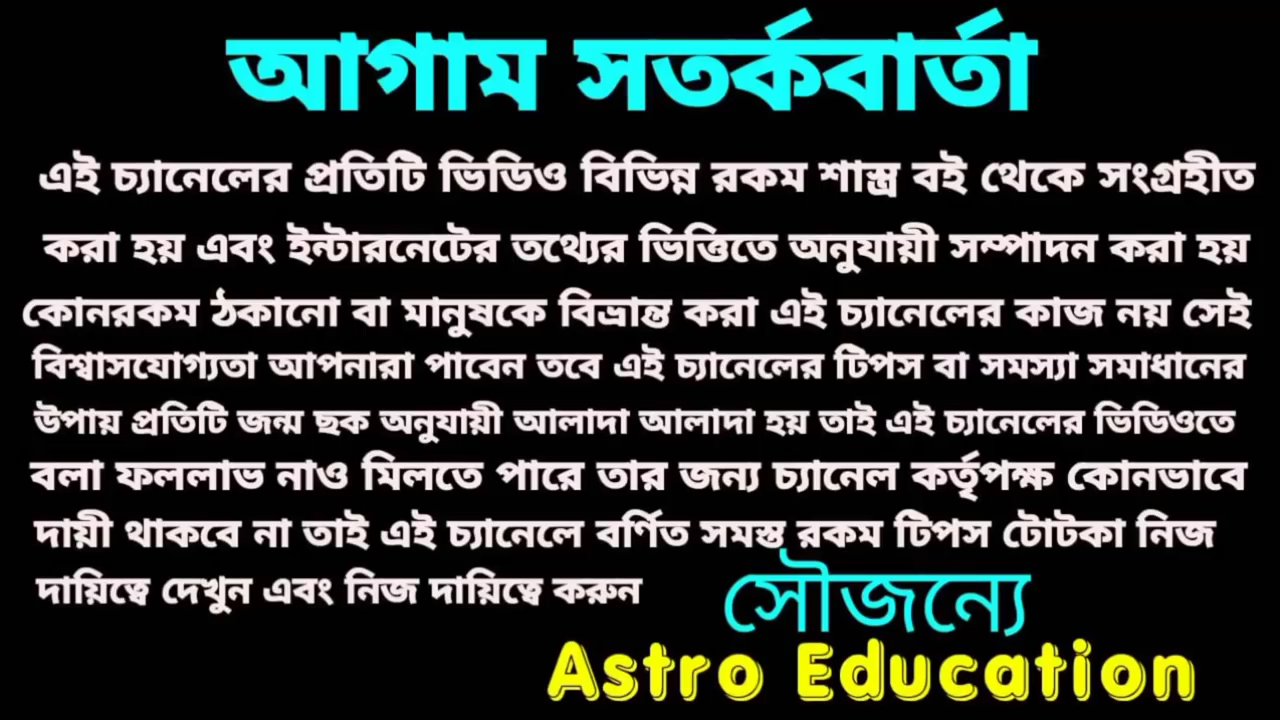 আগাম সতর্কবার্তা
এই চ্যানেলের প্রতিটি ভিডিও বিভিন্ন রকম শাস্ত্র বই থেকে সংগ্রহীত
করা হয় এবং ইন্টারনেটের তথ্যের ভিত্তিতে অনুযায়ী সম্পাদন করা হয়
কোনরকম ঠকানো বা মানুষকে বিভ্রান্ত করা এই চ্যানেলের কাজ নয় সেই
বিশ্বাসযোগ্যতা আপনারা পাবেন তবে এই চ্যানেলের টিপস বা সমস্যা সমাধানের
উপায় প্রতিটি জন্ম ছক অনুযায়ী আলাদা আলাদা হয় তাই এই চ্যানেলের ভিডিওতে
বলা ফললাভ নাও মিলতে পারে তার জন্য চ্যানেল কর্তৃপক্ষ কোনভাবে
দায়ী থাকবে না তাই এই চ্যানেলে বর্ণিত সমস্ত রকম টিপস টোটকা নিজ
দায়িত্বে দেখুন এবং নিজ দায়িত্বে করুন
সৌজন্যে
Astro Education